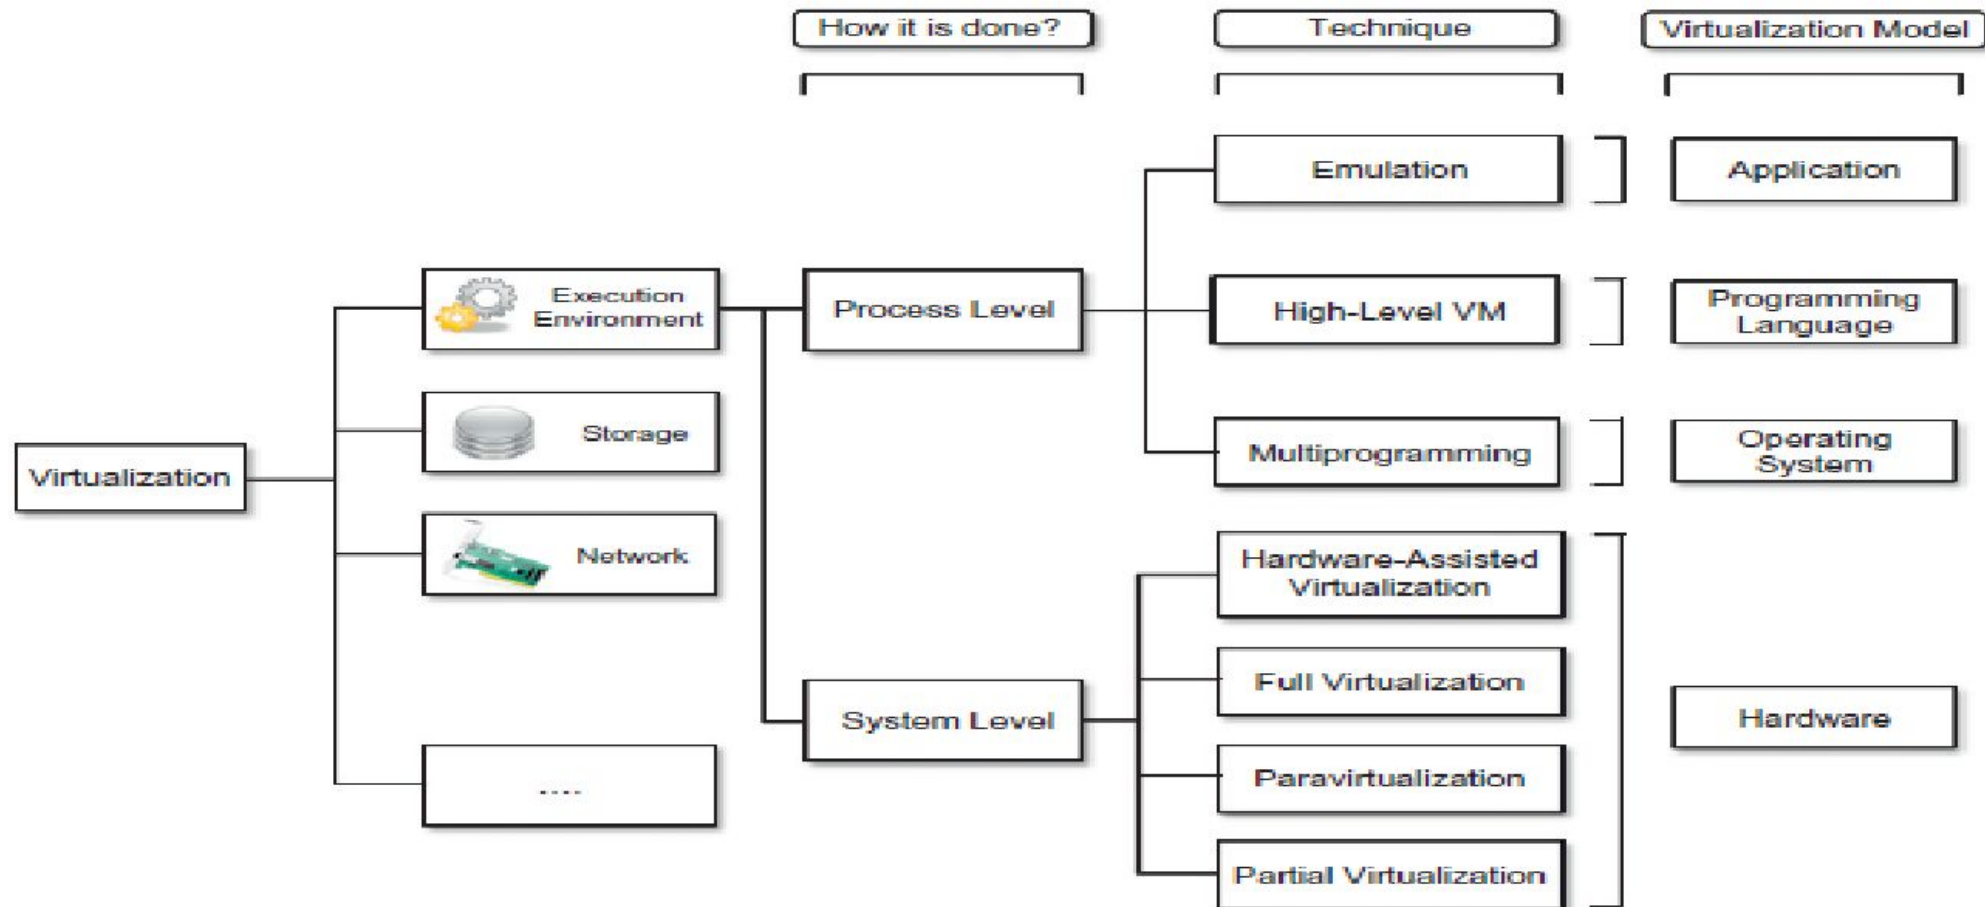 How it is done?
Technique
Virtualization Model
Emulation
Application
Execution
Environment
Process Level
High-Level VM
Programming
Language
Storage
Virtualization
Multiprogramming
Operating
System
Network
Hardware-Assisted
Virtualization
System Level
Full Virtualization
Hardware
....
Paravirtualization
Partial Virtualization